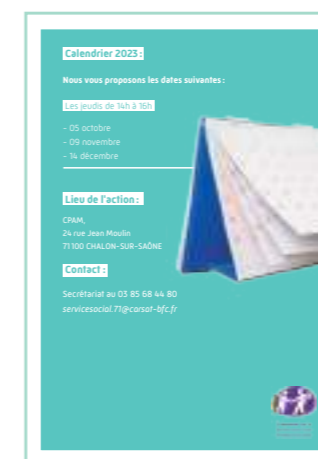 Calendrier 2023 :
Nous vous proposons les dates suivantes :
Les jeudis de 14h à 16h
- 05 octobre
- 09 novembre
- 14 décembre
Lieu de l'action :
CPAM,
24 rue Jean Moulin
71100 CHALON-SUR-SAÔNE
Contact :
Secrétariat au 03 85 68 44 80
servicesocial.71@carsat-bfc.fr